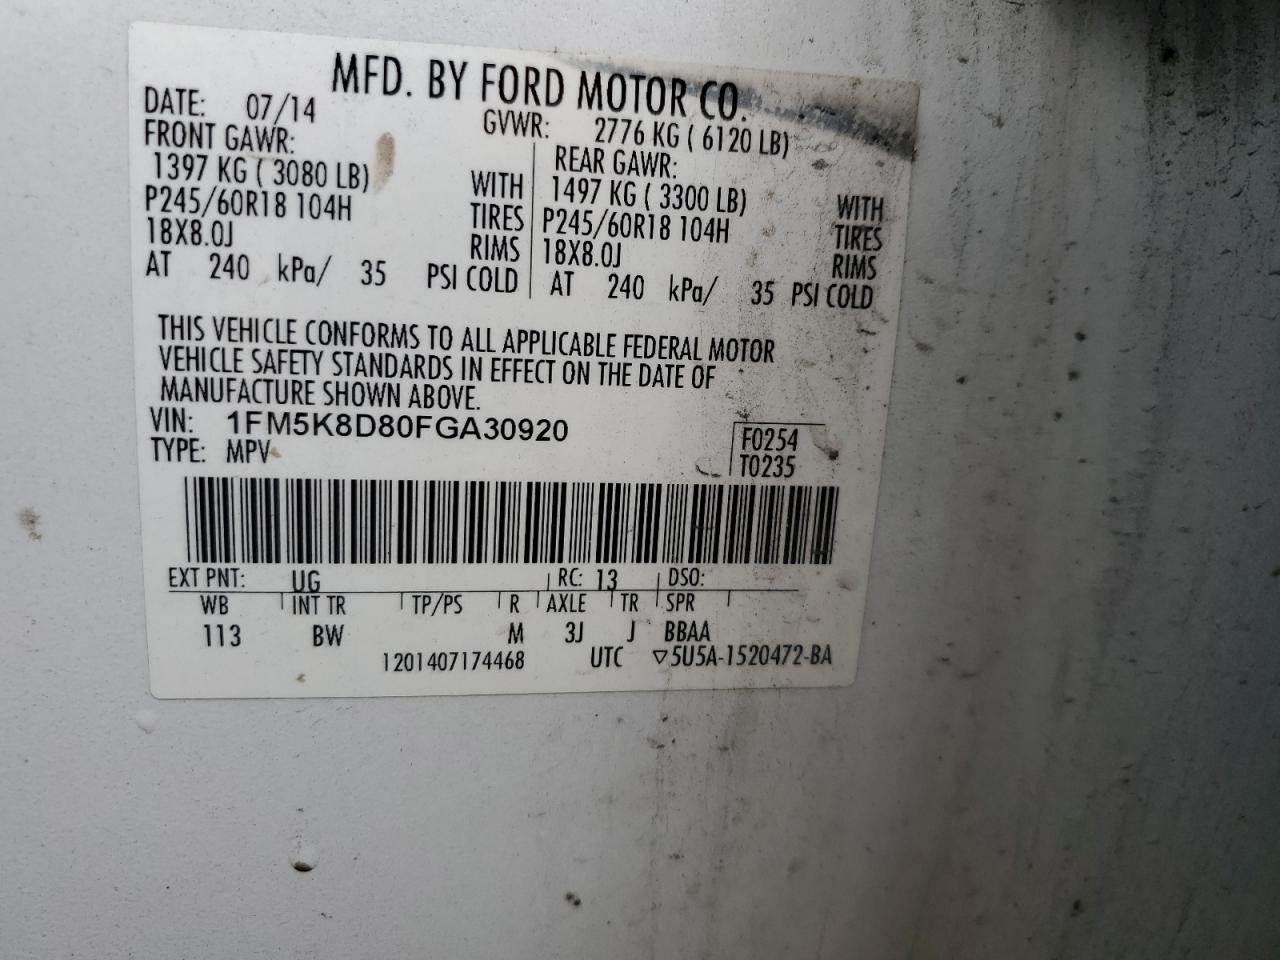 MFD. BY FORD MOTOR CO.
DATE: 07/14 GVWR: 2776 KG ( 6120 LB)
FRONT GAWR: REAR GAWR:
1397 KG ( 3080 LB) WITH 1497 KG ( 3300 LB) WITH
P245/60R18 104H TIRES P245/60R18 104H TIRES
18X8.0J RIMS 18X8.0J RIMS
AT 240 kPa/ 35 PSI COLD AT 240 kPa/ 35 PSI COLD
THIS VEHICLE CONFORMS TO ALL APPLICABLE FEDERAL MOTOR
VEHICLE SAFETY STANDARDS IN EFFECT ON THE DATE OF
MANUFACTURE SHOWN ABOVE.
VIN: 1FM5K8D80FGA30920 F0254
TYPE: MPV T0235
EXT PNT: UG RC: 13 DSO:
WB INT TR TP/PS R AXLE TR SPR
113 BW M 3J J BBAA
1201407174468 UTC ▽5U5A-1520472-BA